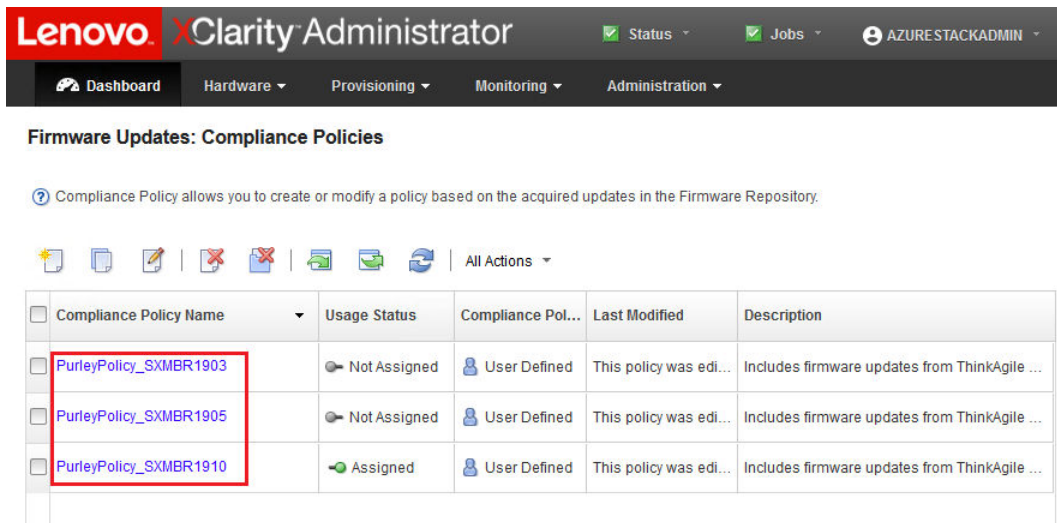 Lenovo. XClarity Administrator Status Jobs AZURESTACKADMIN
Dashboard Hardware Provisioning Monitoring Administration
Firmware Updates: Compliance Policies
? Compliance Policy allows you to create or modify a policy based on the acquired updates in the Firmware Repository.
All Actions
Compliance Policy Name Usage Status Compliance Pol... Last Modified Description
PurleyPolicy_SXMBR1903 Not Assigned User Defined This policy was edi... Includes firmware updates from ThinkAgile ...
PurleyPolicy_SXMBR1905 Not Assigned User Defined This policy was edi... Includes firmware updates from ThinkAgile ...
PurleyPolicy_SXMBR1910 Assigned User Defined This policy was edi... Includes firmware updates from ThinkAgile ...